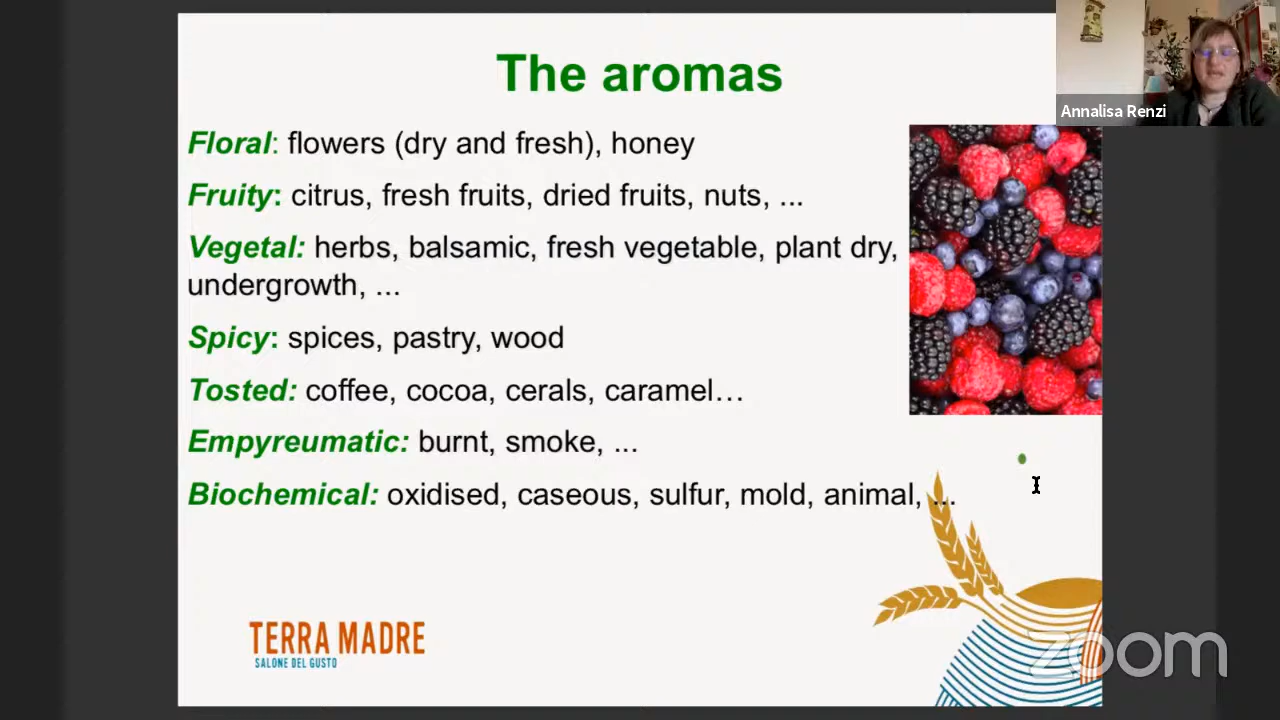 The aromas
Annalisa Renzi
Floral: flowers (dry and fresh), honey
Fruity: citrus, fresh fruits, dried fruits, nuts, ...
Vegetal: herbs, balsamic, fresh vegetable, plant dry,
undergrowth, ...
Spicy: spices, pastry, wood
Tosted: coffee, cocoa, cerals, caramel…
Empyreumatic: burnt, smoke, ...
Biochemical: oxidised, caseous, sulfur, mold, animal, ...
TERRA MADRE
SALONE DEL GUSTO
zoom